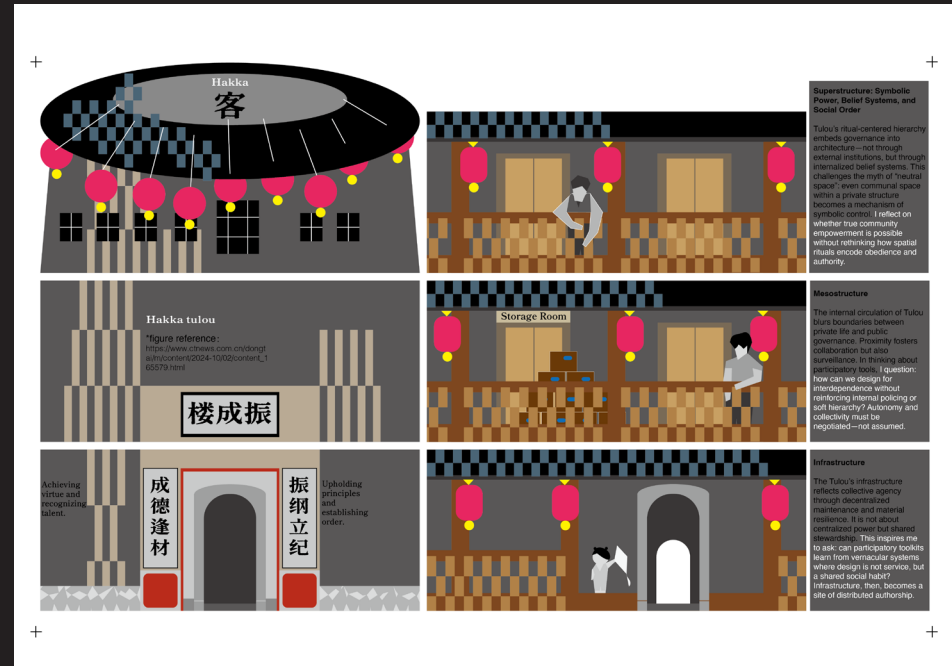 Hakka
客
Hakka tulou
*figure reference:
https://www.ctnews.com.cn/dongt
ai/m/content/2024-10/02/content_1
65579.html
楼成振
Achieving
virtue and
recognizing
talent.
成德逢材
振纲立纪
Upholding
principles
and
establishing
order.
Storage Room
Superstructure: Symbolic
Power, Belief Systems, and
Social Order
Tulou's ritual-centered hierarchy
embeds governance into
architecture—not through
external institutions, but through
internalized belief systems. This
challenges the myth of "neutral
space": even communal space
within a private structure
becomes a mechanism of
symbolic control. I reflect on
whether true community
empowerment is possible
without rethinking how spatial
rituals encode obedience and
authority.
Mesostructure
The internal circulation of Tulou
blurs boundaries between
private life and public
governance. Proximity fosters
collaboration but also
surveillance. In thinking about
participatory tools, I question:
how can we design for
interdependence without
reinforcing internal policing or
soft hierarchy? Autonomy and
collectivity must be
negotiated—not assumed.
Infrastructure
The Tulou's infrastructure
reflects collective agency
through decentralized
maintenance and material
resilience. It is not about
centralized power but shared
stewardship. This inspires me
to ask: can participatory toolkits
learn from vernacular systems
where design is not service, but
a shared social habit?
Infrastructure, then, becomes a
site of distributed authorship.